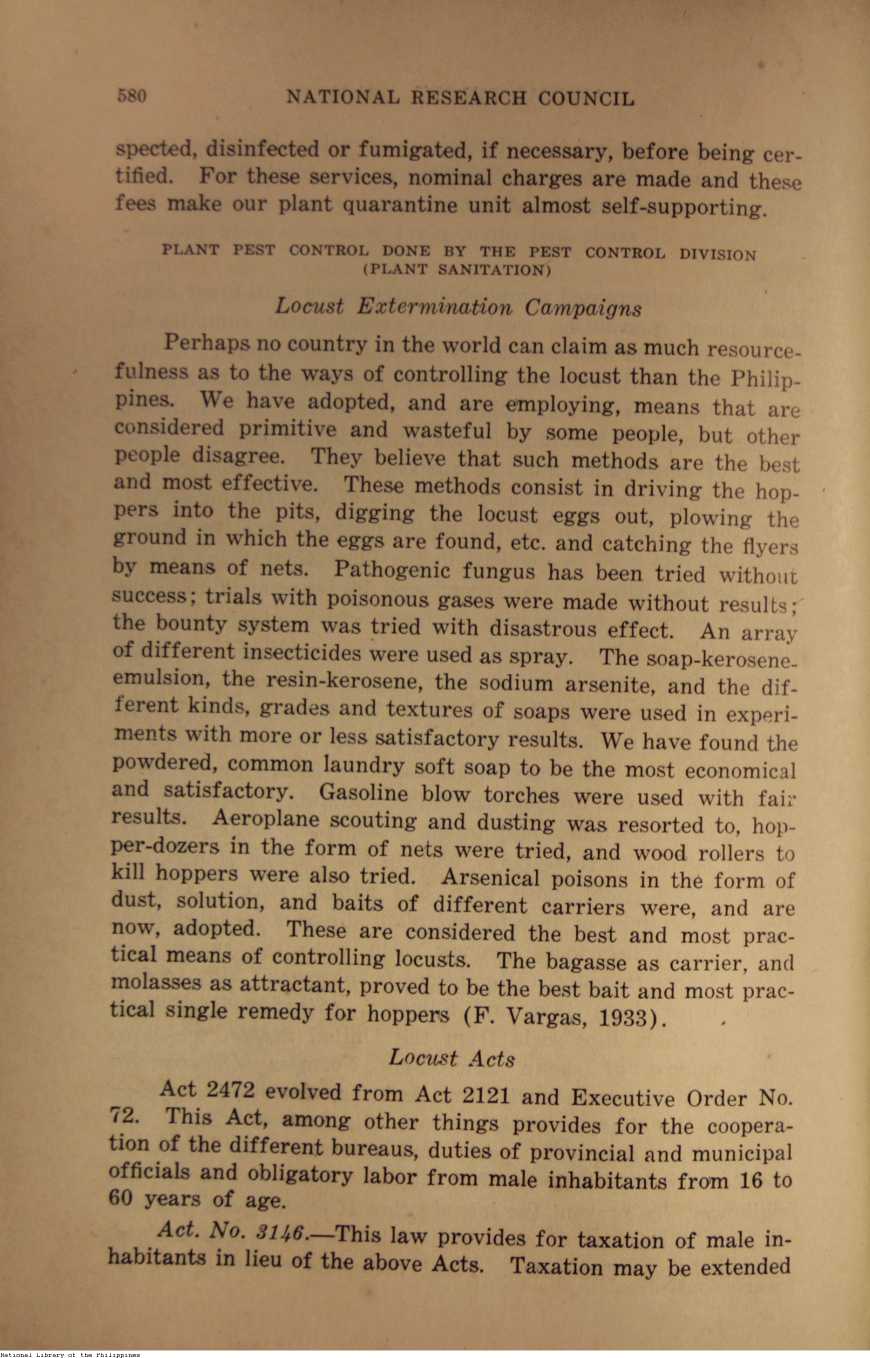 580 NATIONAL RESEARCH COUNCIL
spected, disinfected or fumigated, if necessary, before being cer-
tified. For these services, nominal charges are made and these
fees make our plant quarantine unit almost self-supporting.
PLANT PEST CONTROL DONE BY THE PEST CONTROL DIVISION
(PLANT SANITATION)
Locust Extermination Campaigns
Perhaps no country in the world can claim as much resource-
fulness as to the ways of controlling the locust than the Philip-
pines. We have adopted, and are employing, means that are
considered primitive and wasteful by some people, but other
people disagree. They believe that such methods are the best
and most effective. These methods consist in driving the hop-
pers into the pits, digging the locust eggs out, plowing the
ground in which the eggs are found, etc. and catching the flyers
by means of nets. Pathogenic fungus has been tried without
success; trials with poisonous gases were made without results;
the bounty system was tried with disastrous effect. An array
of different insecticides were used as spray. The soap-kerosene-
emulsion, the resin-kerosene, the sodium arsenite, and the dif-
ferent kinds, grades and textures of soaps were used in experi-
ments with more or less satisfactory results. We have found the
powdered, common laundry soft soap to be the most economical
and satisfactory. Gasoline blow torches were used with fair
results. Aeroplane scouting and dusting was resorted to, hop-
per-dozers in the form of nets were tried, and wood rollers to
kill hoppers were also tried. Arsenical poisons in the form of
dust, solution, and baits of different carriers were, and are
now, adopted. These are considered the best and most prac-
tical means of controlling locusts. The bagasse as carrier, and
molasses as attractant, proved to be the best bait and most prac-
tical single remedy for hoppers (F. Vargas, 1933).
Locust Acts
Act 2472 evolved from Act 2121 and Executive Order No.
72. This Act, among other things provides for the coopera-
tion of the different bureaus, duties of provincial and municipal
officials and obligatory labor from male inhabitants from 16 to
60 years of age.
Act. No. 3146.—This law provides for taxation of male in-
habitants in lieu of the above Acts. Taxation may be extended
National Library of the Philippines